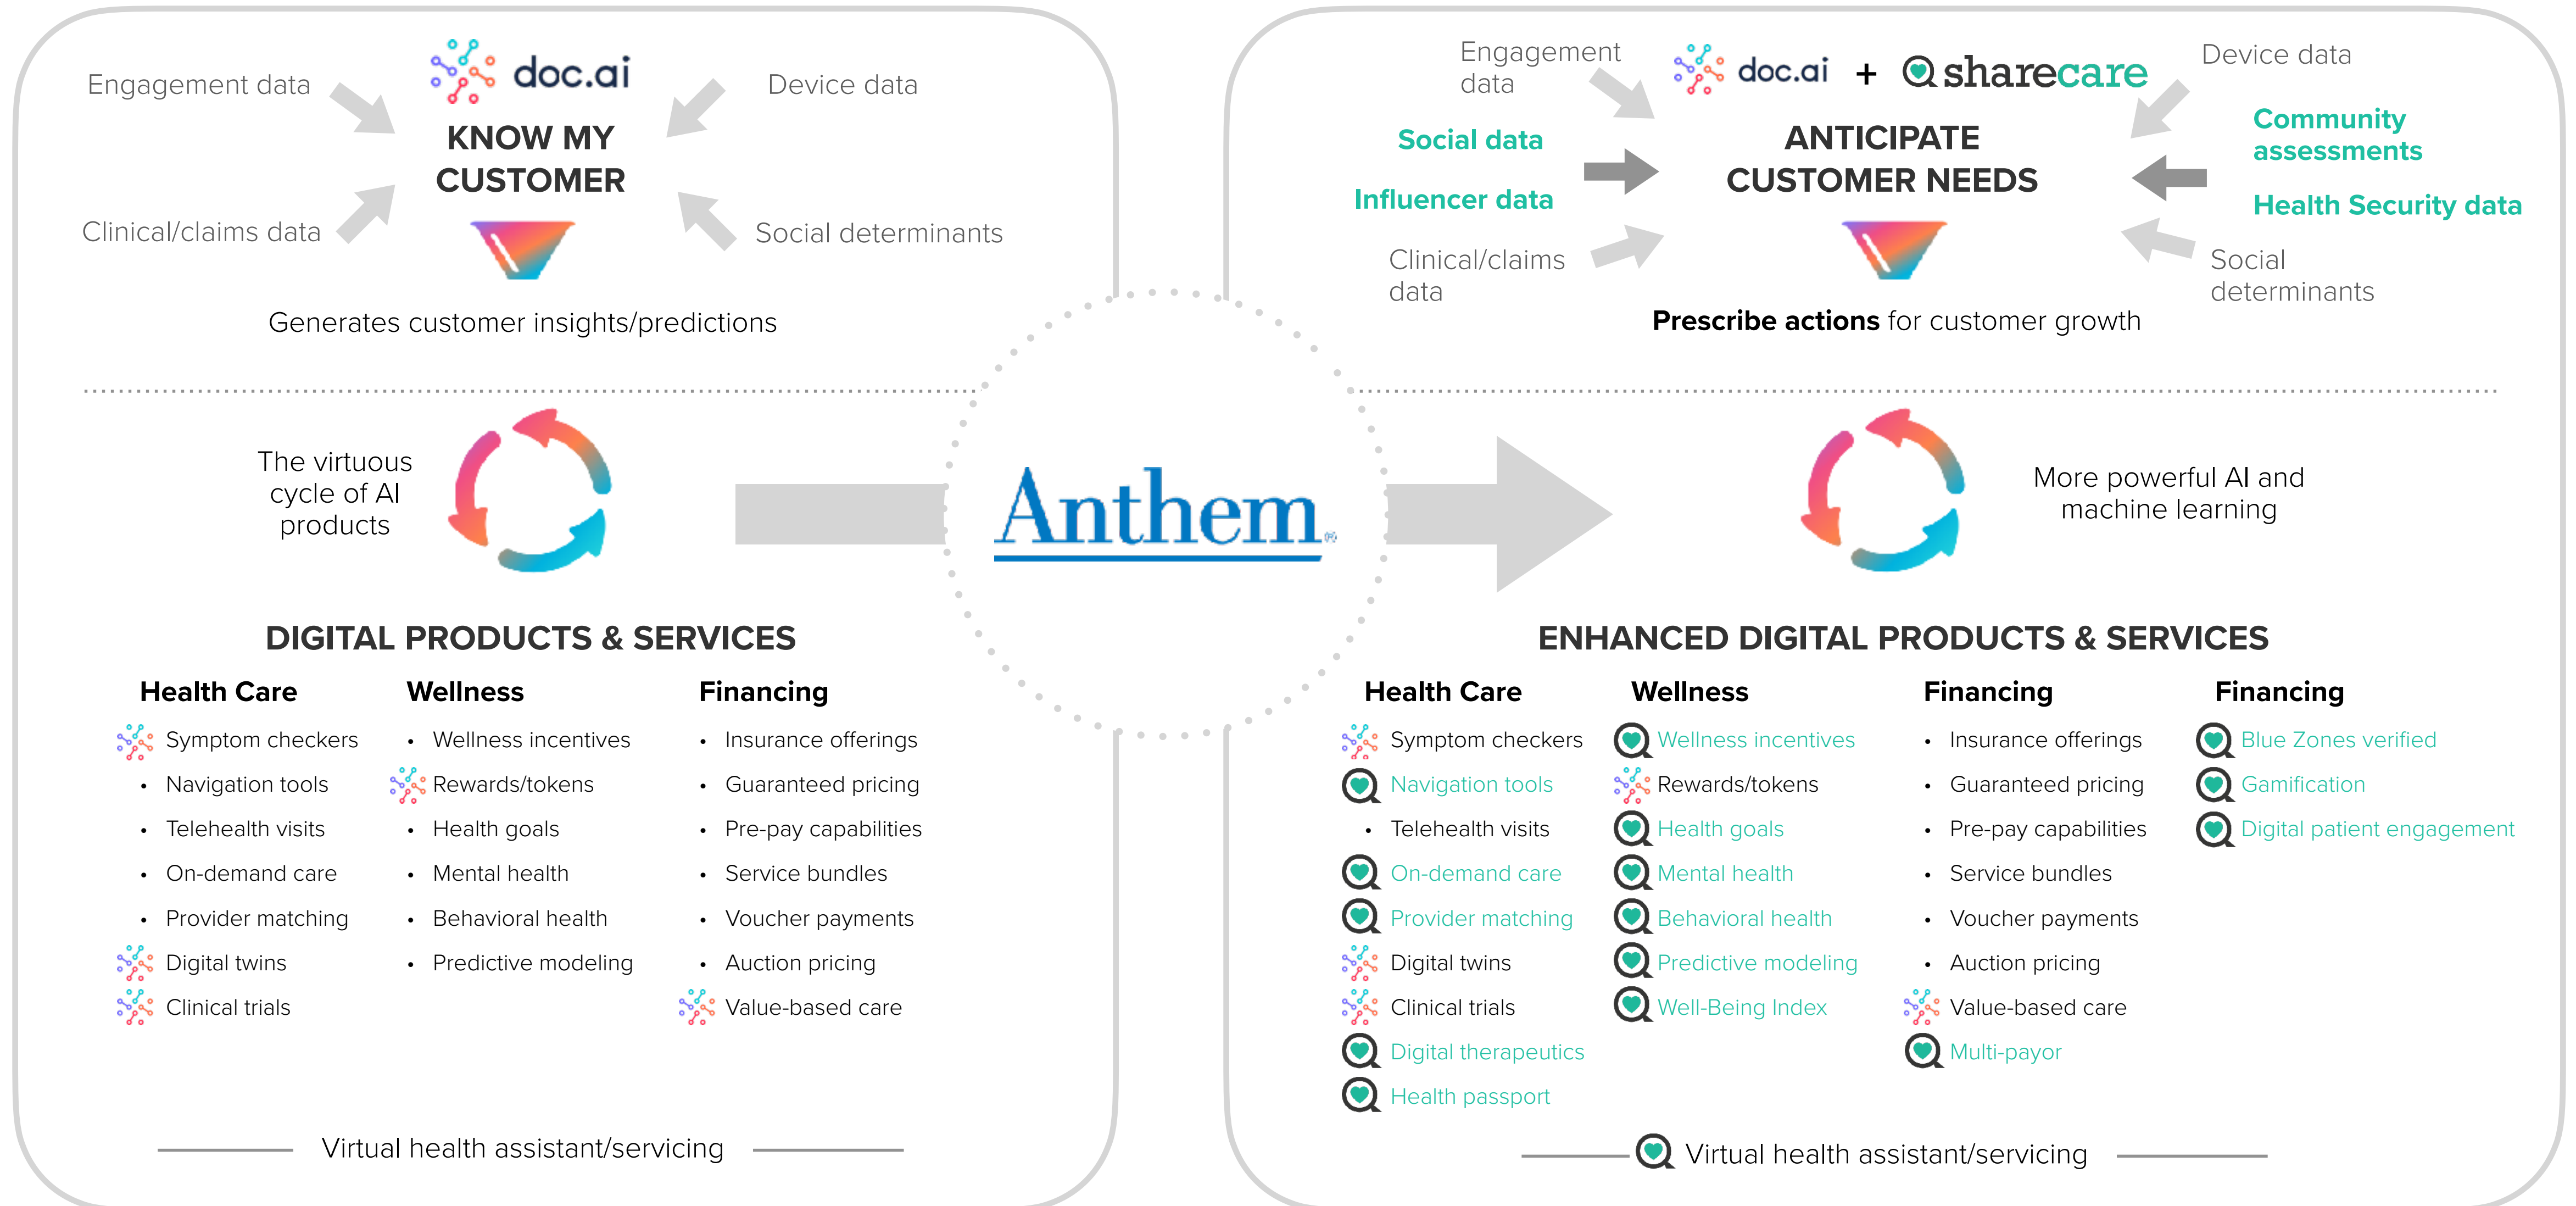 doc.ai
Engagement data
Device data
KNOW MY
CUSTOMER
Clinical/claims data
Social determinants
Generates customer insights/predictions
The virtuous
cycle of AI
products
DIGITAL PRODUCTS & SERVICES
Health Care
Symptom checkers
• Navigation tools
• Telehealth visits
• On-demand care
• Provider matching
Digital twins
Clinical trials
Wellness
• Wellness incentives
Rewards/tokens
• Health goals
• Mental health
• Behavioral health
• Predictive modeling
Financing
• Insurance offerings
• Guaranteed pricing
• Pre-pay capabilities
• Service bundles
• Voucher payments
• Auction pricing
Value-based care
Virtual health assistant/servicing
Anthem®
doc.ai + sharecare
Engagement
data
Device data
Social data
Influencer data
ANTICIPATE
CUSTOMER NEEDS
Community
assessments
Health Security data
Clinical/claims
data
Social
determinants
Prescribe actions for customer growth
More powerful AI and
machine learning
ENHANCED DIGITAL PRODUCTS & SERVICES
Health Care
Symptom checkers
Navigation tools
• Telehealth visits
On-demand care
Provider matching
Digital twins
Clinical trials
Digital therapeutics
Health passport
Wellness
Wellness incentives
Rewards/tokens
Health goals
Mental health
Behavioral health
Predictive modeling
Well-Being Index
Financing
• Insurance offerings
• Guaranteed pricing
• Pre-pay capabilities
• Service bundles
• Voucher payments
• Auction pricing
Value-based care
Multi-payor
Financing
Blue Zones verified
Gamification
Digital patient engagement
Virtual health assistant/servicing